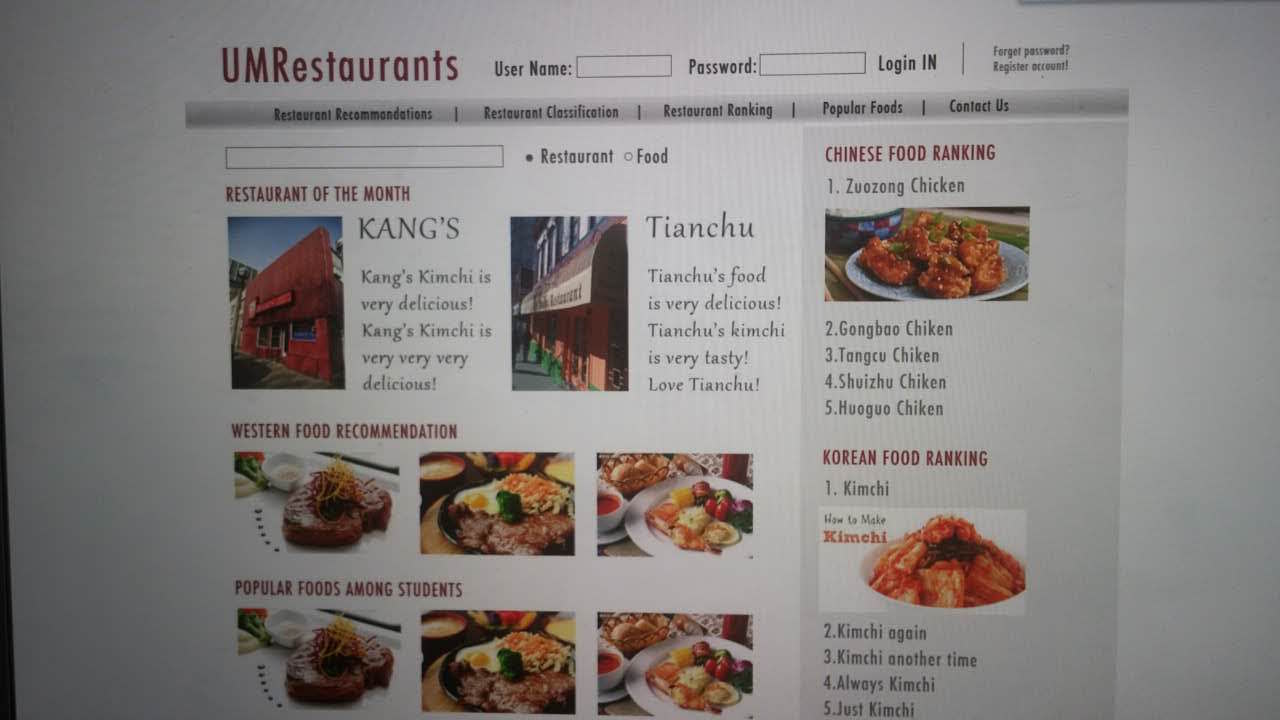 UMRestaurants
User Name:
Password:
Login IN
Forget password?
Register account!
Restaurant Recommondations | Restaurant Classification | Restaurant Ranking | Popular Foods | Contact Us
Restaurant Food
RESTAURANT OF THE MONTH
KANG'S
Kang's Kimchi is
very delicious!
Kang's Kimchi is
very very very
delicious!
Restaurant
Tianchu
Tianchu's food
is very delicious!
Tianchu's kimchi
is very tasty!
Love Tianchu!
WESTERN FOOD RECOMMENDATION
POPULAR FOODS AMONG STUDENTS
CHINESE FOOD RANKING
1. Zuozong Chicken
2.Gongbao Chiken
3.Tangcu Chiken
4.Shuizhu Chiken
5.Huoguo Chiken
KOREAN FOOD RANKING
1. Kimchi
How to Make
Kimchi
2.Kimchi again
3.Kimchi another time
4.Always Kimchi
5.Just Kimchi